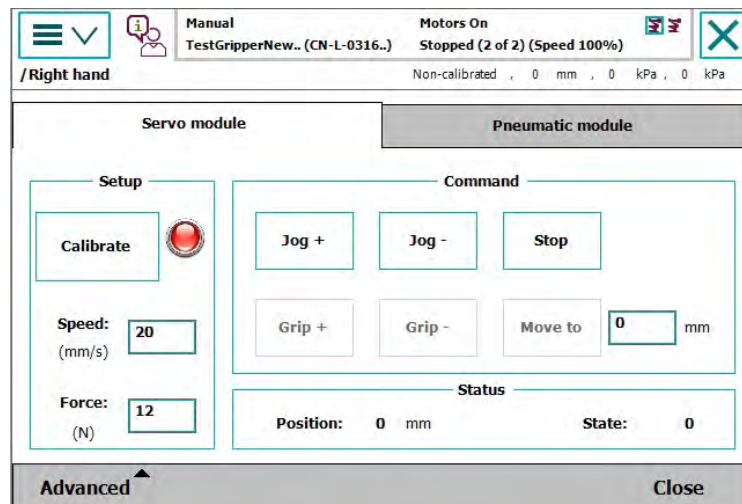 Manual
Motors On
TestGripperNew.. (CN-L-0316..)
Stopped (2 of 2) (Speed 100%)
/Right hand
Non-calibrated , 0 mm , 0 kPa , 0 kPa
Servo module
Pneumatic module
Setup
Command
Calibrate
Jog +
Jog -
Stop
Speed:
(mm/s)
20
Grip +
Grip -
Move to
0
mm
Force:
(N)
12
Status
Position: 0 mm
State: 0
Advanced
Close